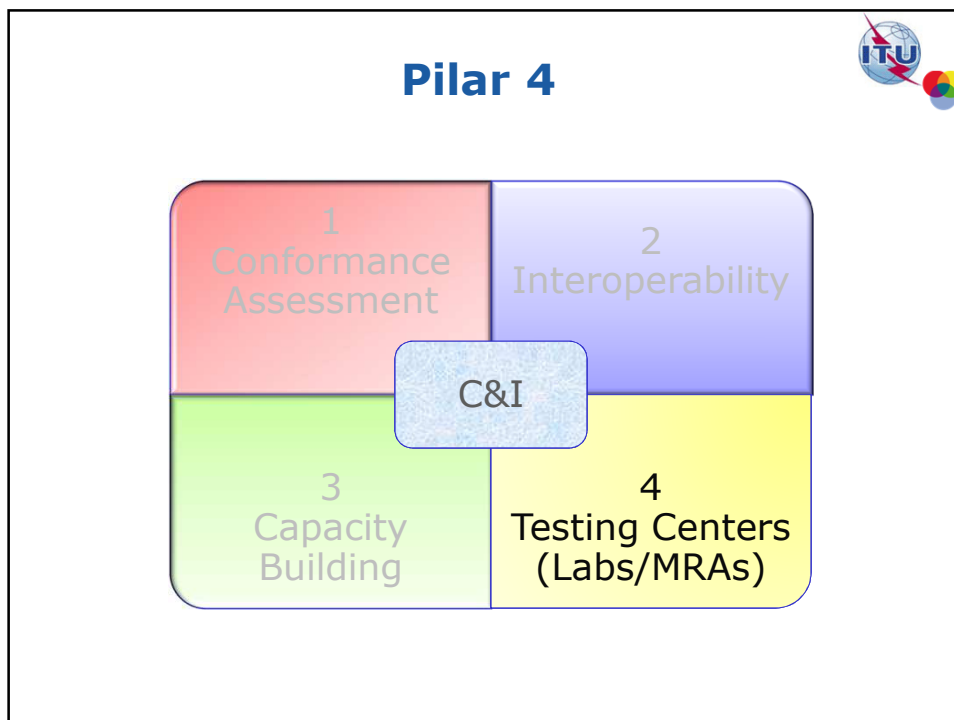 Pilar 4
ITU
1
Conformance
Assessment
2
Interoperability
C&I
3
Capacity
Building
4
Testing Centers
(Labs/MRAs)